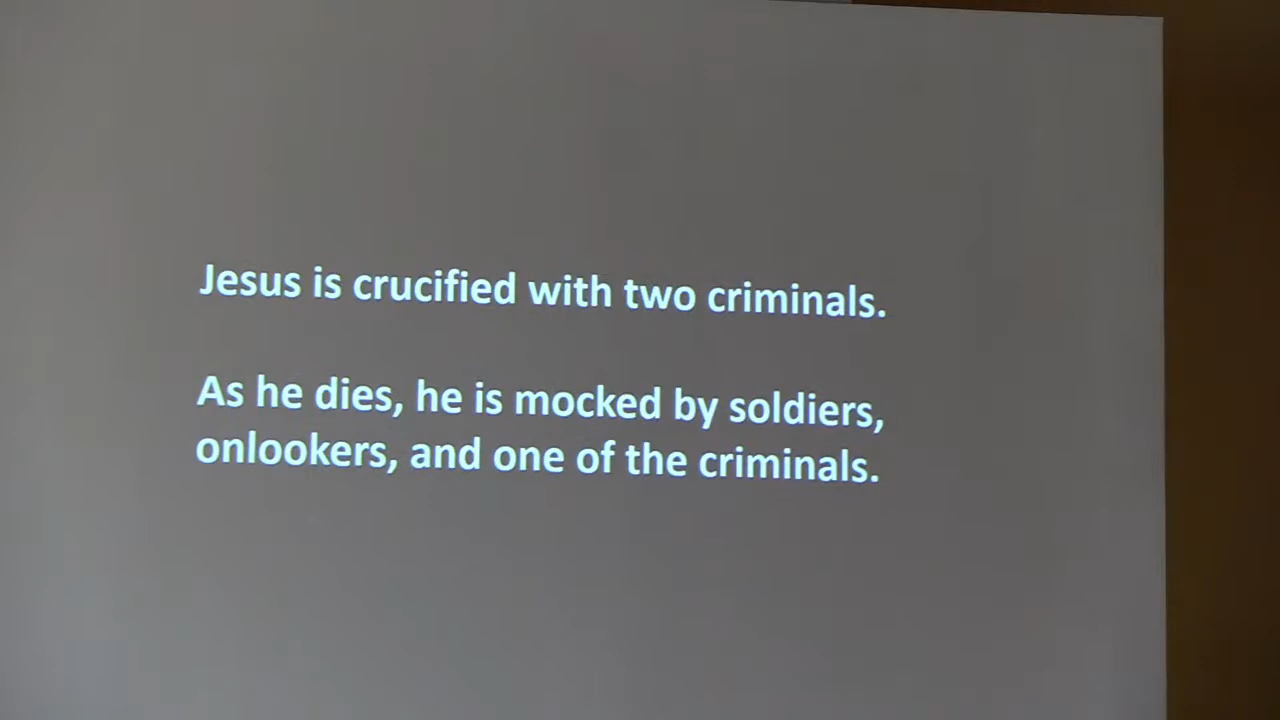 Jesus is crucified with two criminals.
As he dies, he is mocked by soldiers,
onlookers, and one of the criminals.